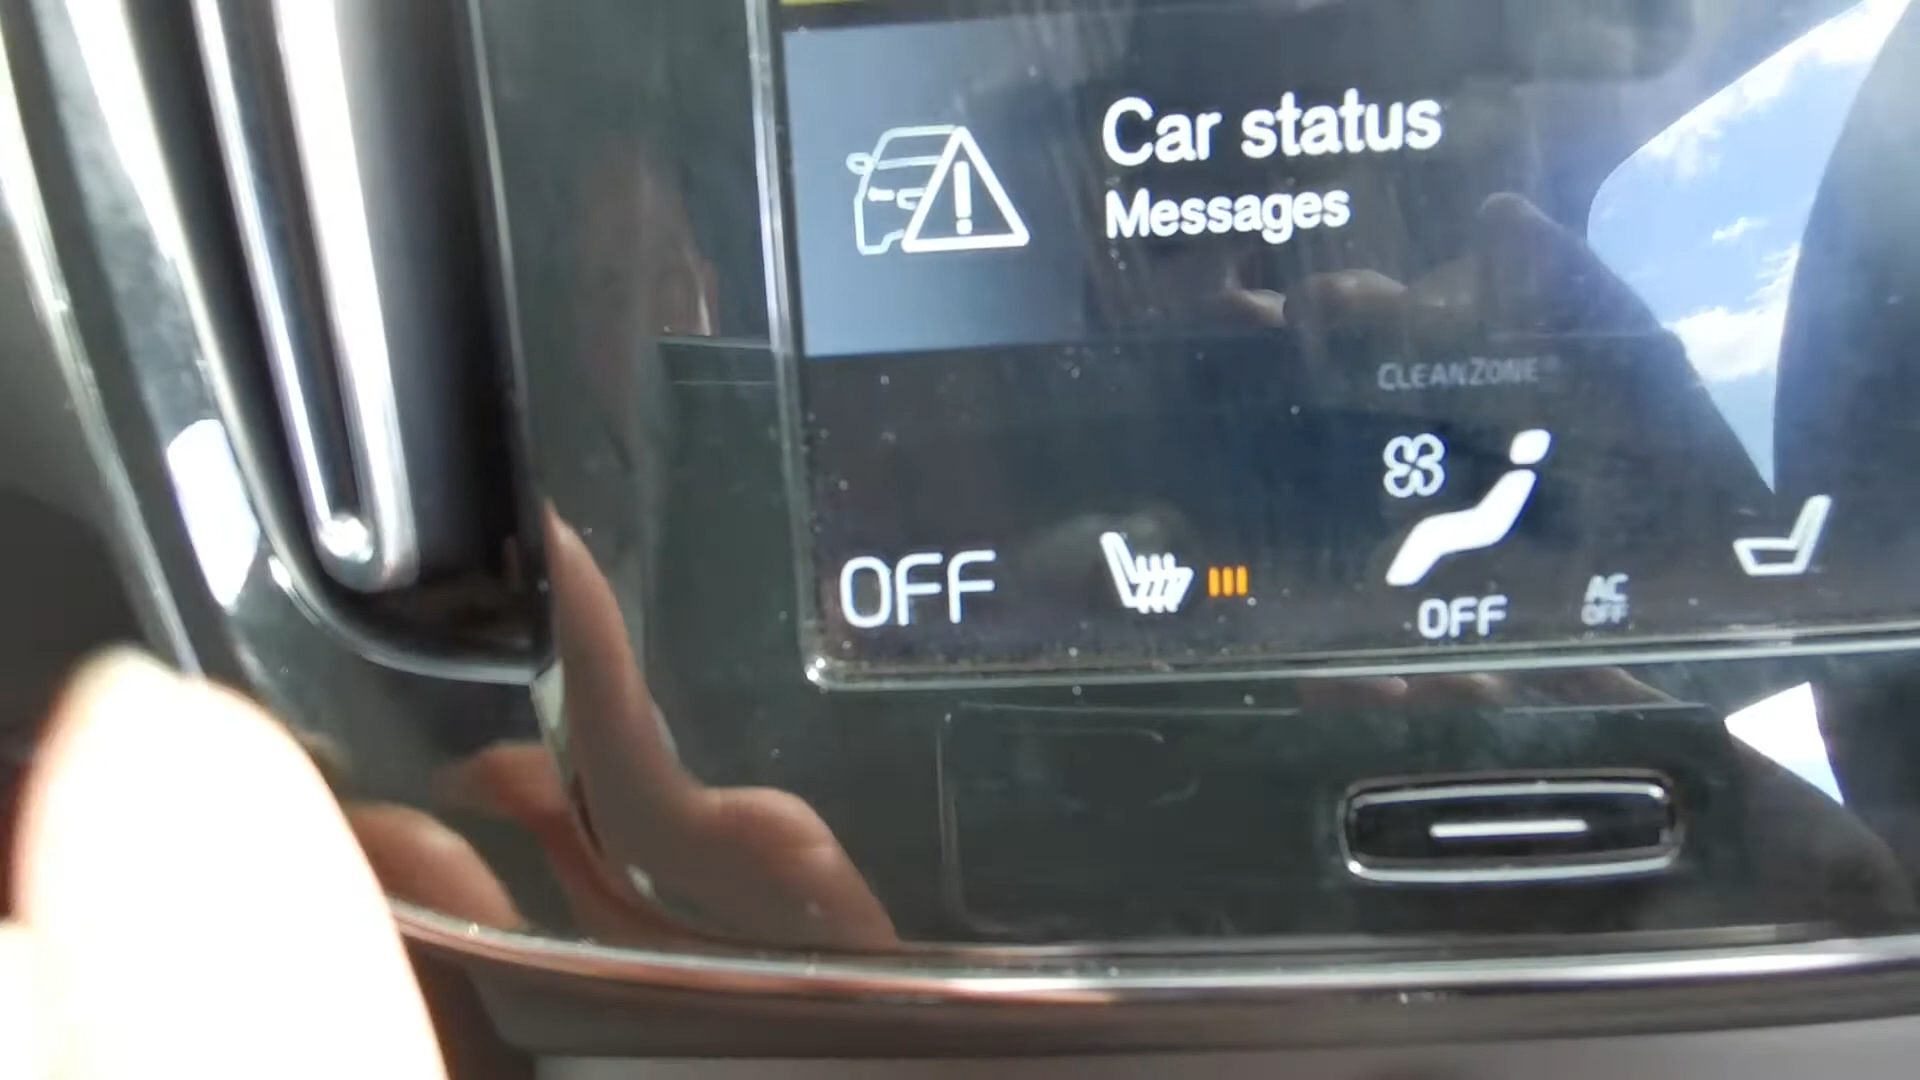 Car status
Messages
CLEANZONE
OFF
OFF
AC
OFF